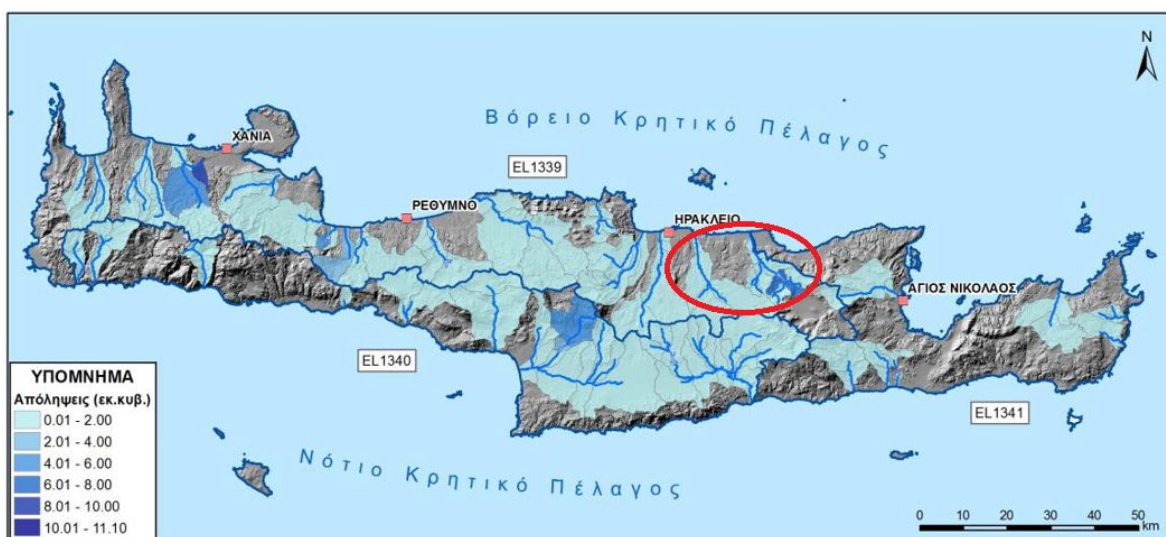 N
Βόρειο Κρητικό Πέλαγος
ΧΑΝΙΑ
EL1339
ΡΕΘΥΜΝΟ
ΗΡΑΚΛΕΙΟ
ΑΓΙΟΣ ΝΙΚΟΛΑΟΣ
EL1340
EL1341
Νότιο Κρητικό Πέλαγος
ΥΠΟΜΝΗΜΑ
Απόληψεις (εκ.κυβ.)
0.01 - 2.00
2.01 - 4.00
4.01 - 6.00
6.01 - 8.00
8.01 - 10.00
10.01 - 11.10
0 10 20 30 40 50
km